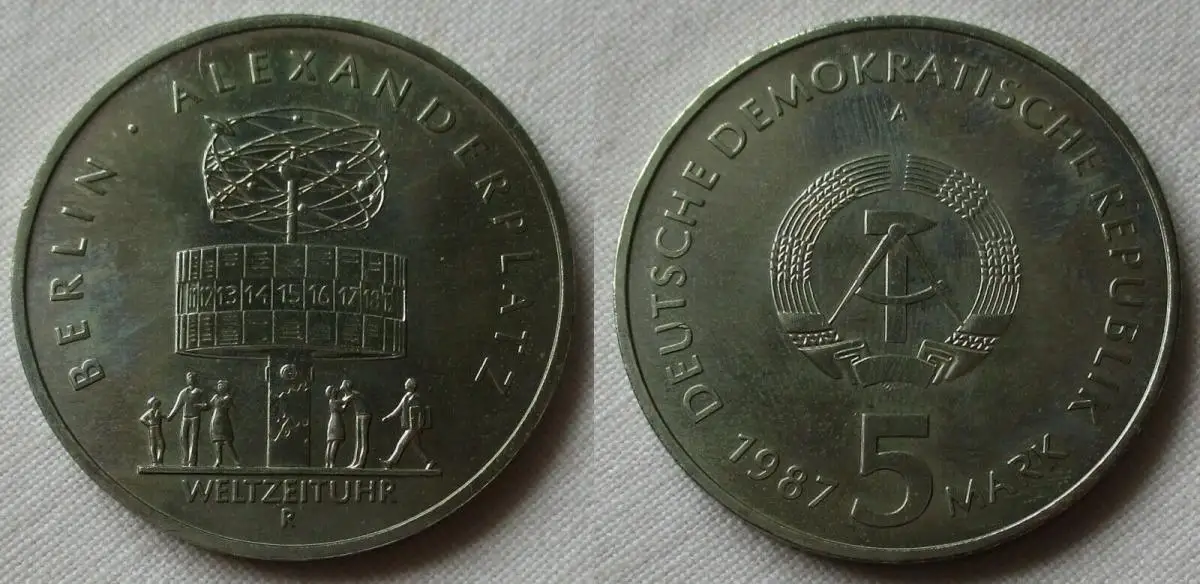 BERLIN · ALEXANDERPLATZ
12 13 14 15 16 17 18
WELTZEITUHR
R
DEUTSCHE DEMOKRATISCHE REPUBLIK
A
1987 5 MARK